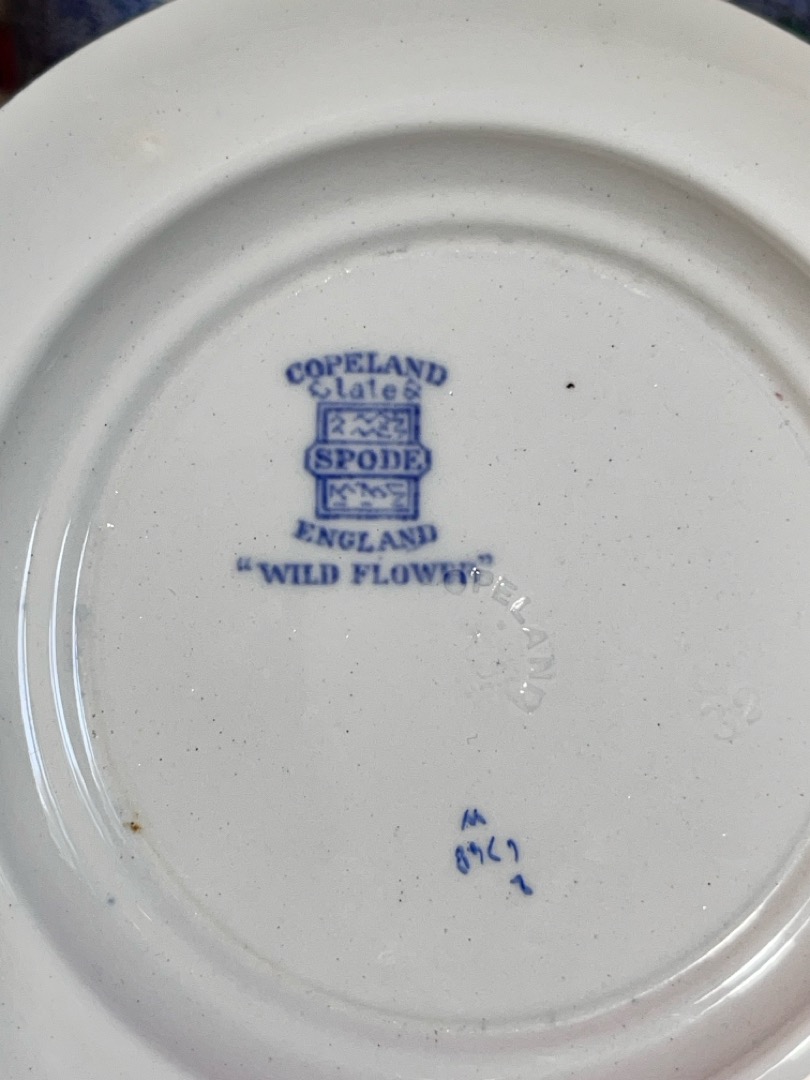 COPELAND
Late
SPODE
ENGLAND
“WILD FLOWER”
COPELAND